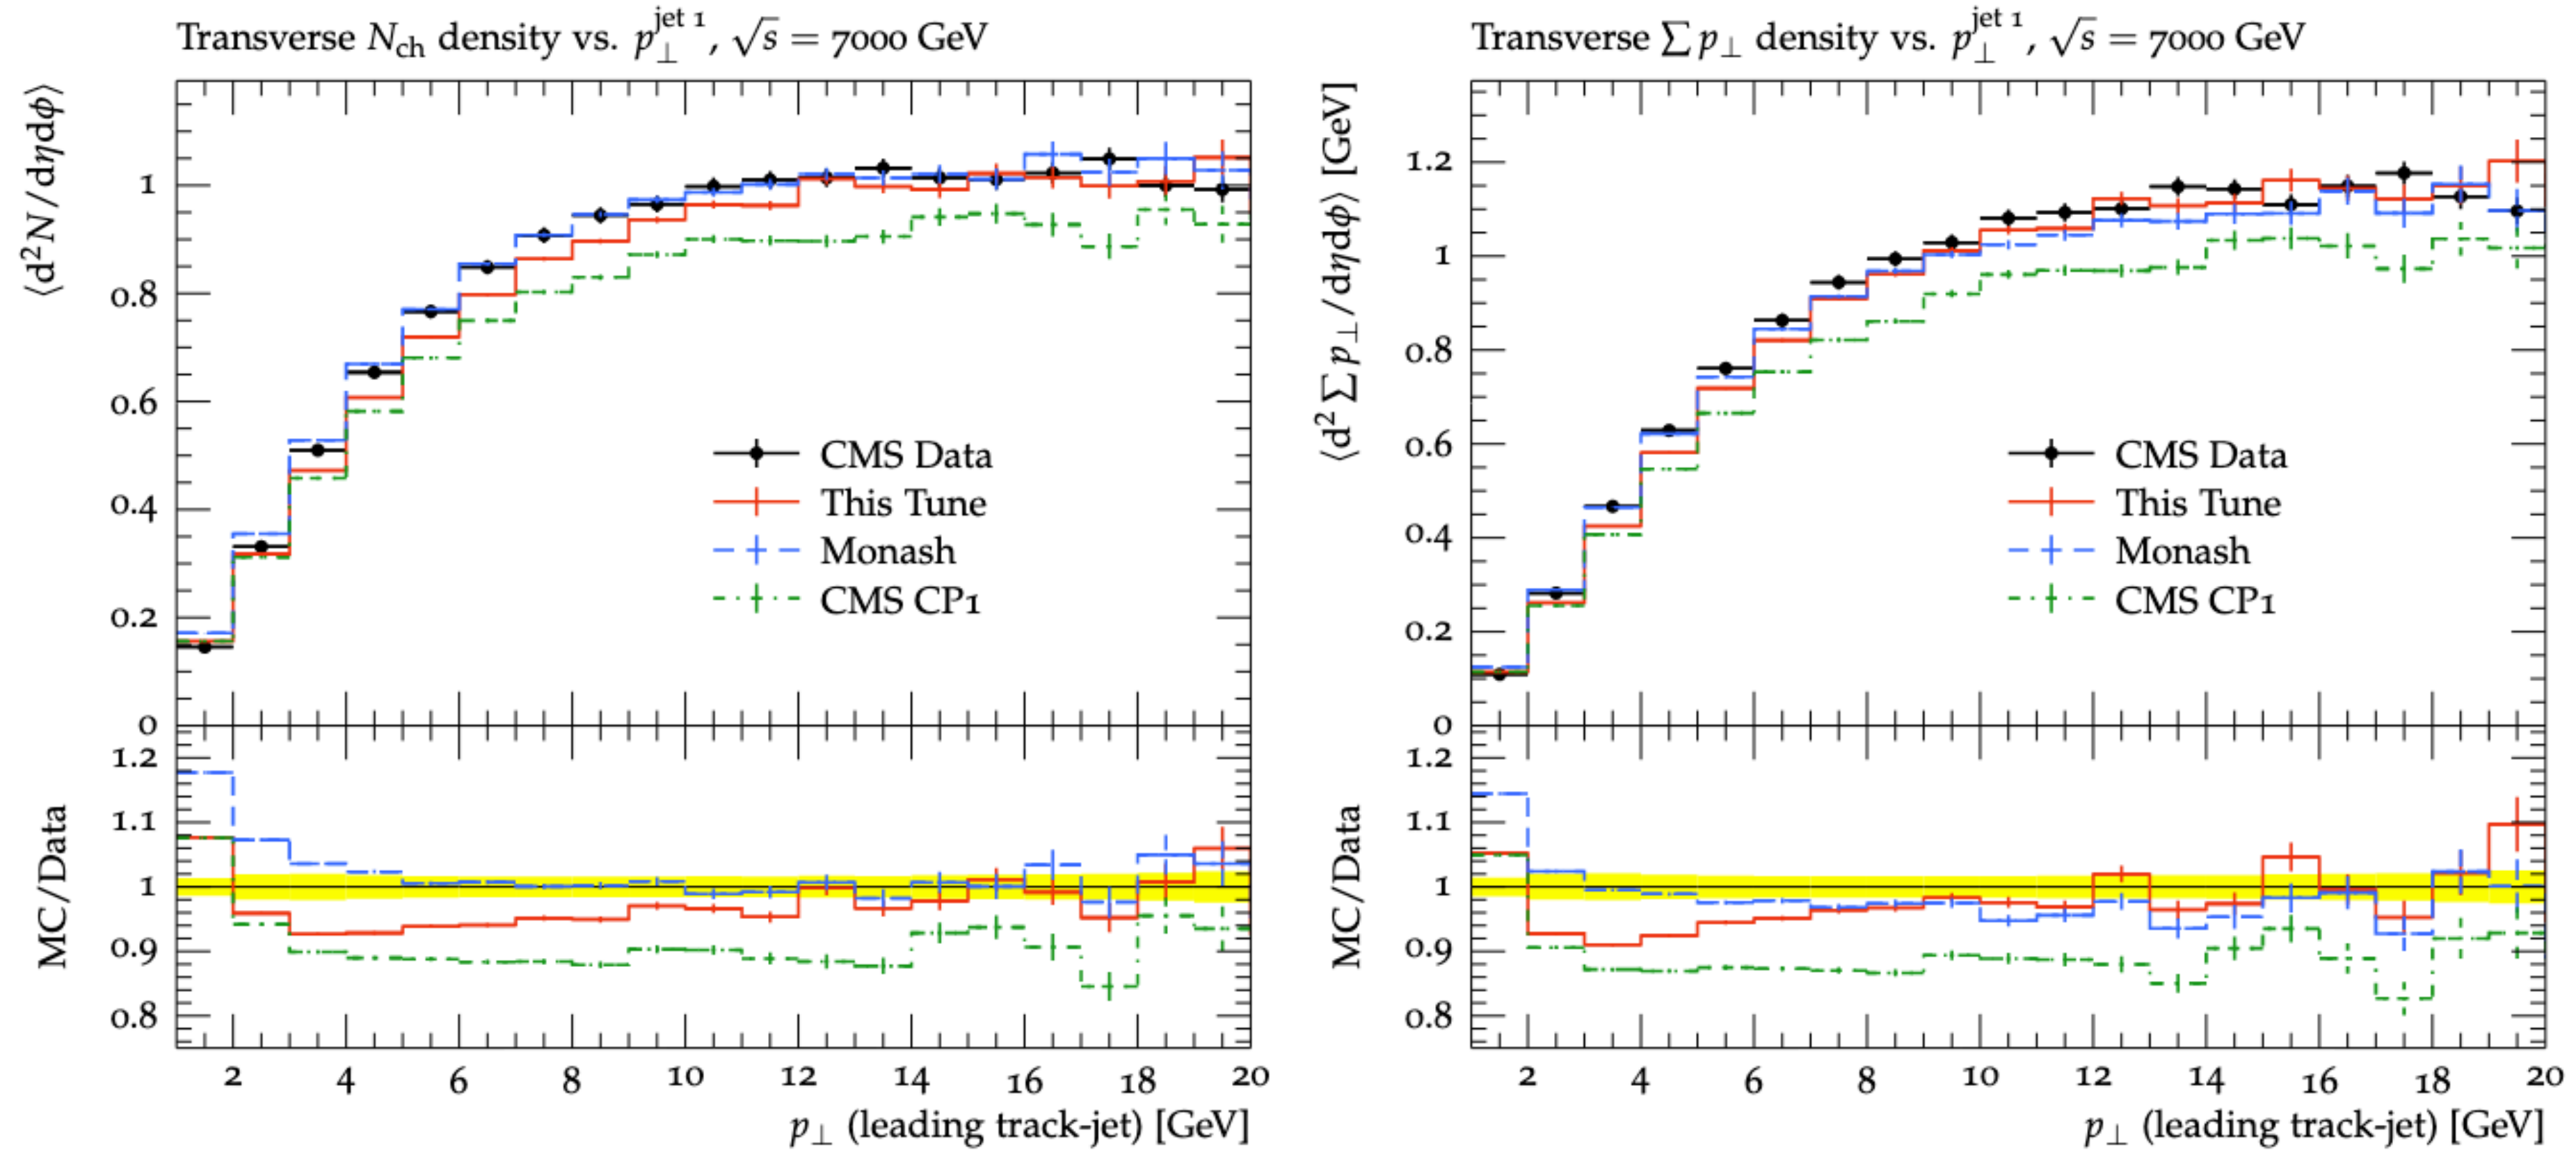 Transverse N_ch density vs. p_⊥^jet 1, √s = 7000 GeV
⟨d²N/dηdϕ⟩
1
0.8
0.6
0.4
0.2
0
CMS Data
This Tune
Monash
CMS CP1
MC/Data
1.2
1.1
1
0.9
0.8
2 4 6 8 10 12 14 16 18 20
p_⊥ (leading track-jet) [GeV]
Transverse ∑ p_⊥ density vs. p_⊥^jet 1, √s = 7000 GeV
⟨d² ∑ p_⊥/dηdϕ⟩ [GeV]
1.2
1
0.8
0.6
0.4
0.2
0
CMS Data
This Tune
Monash
CMS CP1
MC/Data
1.2
1.1
1
0.9
0.8
2 4 6 8 10 12 14 16 18 20
p_⊥ (leading track-jet) [GeV]